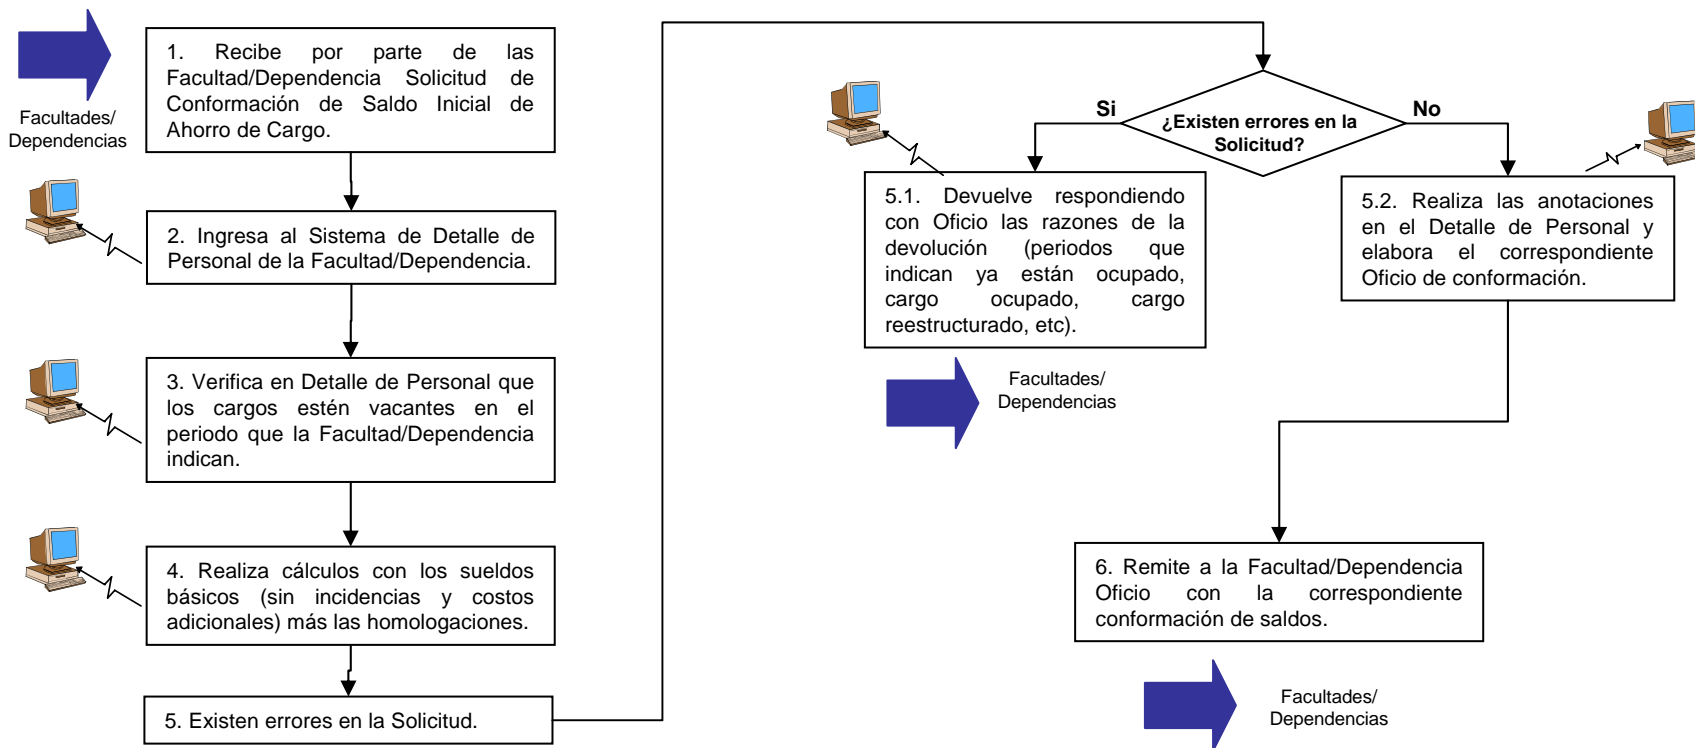 Facultades/
Dependencias
1. Recibe por parte de las
Facultad/Dependencia Solicitud de
Conformación de Saldo Inicial de
Ahorro de Cargo.
2. Ingresa al Sistema de Detalle de
Personal de la Facultad/Dependencia.
3. Verifica en Detalle de Personal que
los cargos estén vacantes en el
periodo que la Facultad/Dependencia
indican.
4. Realiza cálculos con los sueldos
básicos (sin incidencias y costos
adicionales) más las homologaciones.
5. Existen errores en la Solicitud.
¿Existen errores en la
Solicitud?
Si
No
5.1. Devuelve respondiendo
con Oficio las razones de la
devolución (periodos que
indican ya están ocupado,
cargo ocupado, cargo
reestructurado, etc).
Facultades/
Dependencias
5.2. Realiza las anotaciones
en el Detalle de Personal y
elabora el correspondiente
Oficio de conformación.
6. Remite a la Facultad/Dependencia
Oficio con la correspondiente
conformación de saldos.
Facultades/
Dependencias